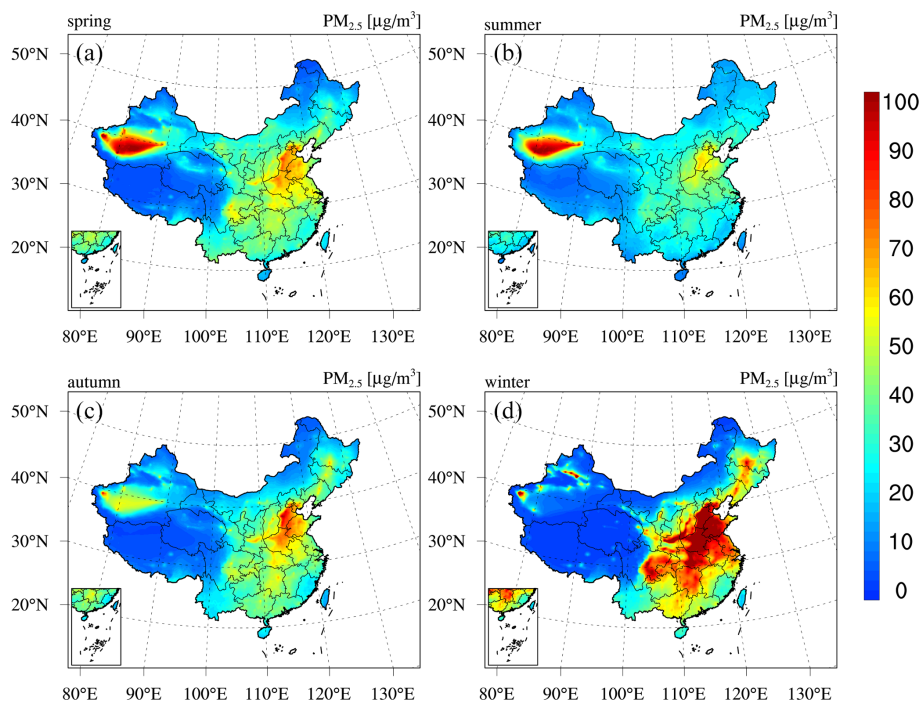 spring PM2.5 [μg/m³]
(a)
50°N
40°N
30°N
20°N
80°E 90°E 100°E 110°E 120°E 130°E
summer PM2.5 [μg/m³]
(b)
50°N
40°N
30°N
20°N
80°E 90°E 100°E 110°E 120°E 130°E
autumn PM2.5 [μg/m³]
(c)
50°N
40°N
30°N
20°N
80°E 90°E 100°E 110°E 120°E 130°E
winter PM2.5 [μg/m³]
(d)
50°N
40°N
30°N
20°N
80°E 90°E 100°E 110°E 120°E 130°E
100
90
80
70
60
50
40
30
20
10
0